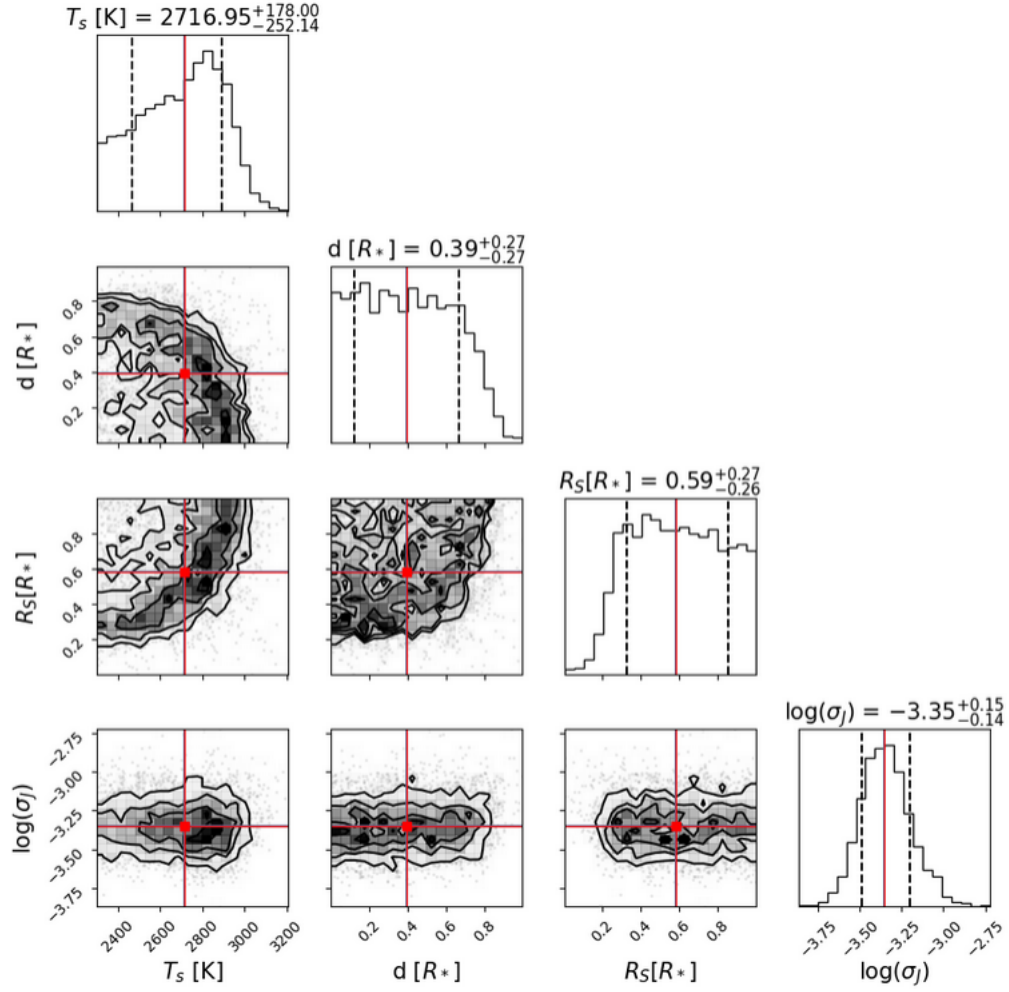 T_s [K] = 2716.95^{+178.00}_{-252.14}
d [R_*] = 0.39^{+0.27}_{-0.27}
0.8
0.6
0.4
0.2
d [R_*]
R_S[R_*] = 0.59^{+0.27}_{-0.26}
0.8
0.6
0.4
0.2
R_S[R_*]
log(σ_J) = −3.35^{+0.15}_{-0.14}
−2.75
−3.00
−3.25
−3.50
−3.75
log(σ_J)
2400 2600 2800 3000 3200 0.2 0.4 0.6 0.8 0.2 0.4 0.6 0.8 −3.75 −3.50 −3.25 −3.00 −2.75
T_s [K] d [R_*] R_S[R_*] log(σ_J)